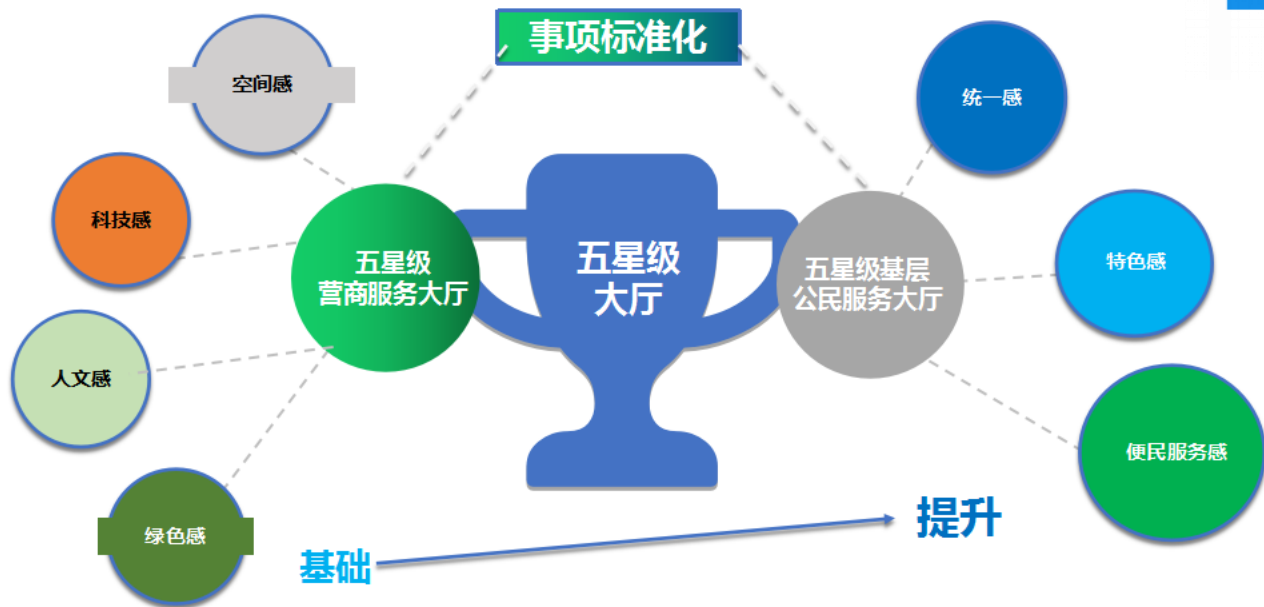 事项标准化
空间感
统一感
科技感
特色感
五星级
营商服务大厅
五星级
大厅
五星级基层
公民服务大厅
人文感
便民服务感
绿色感
基础
提升